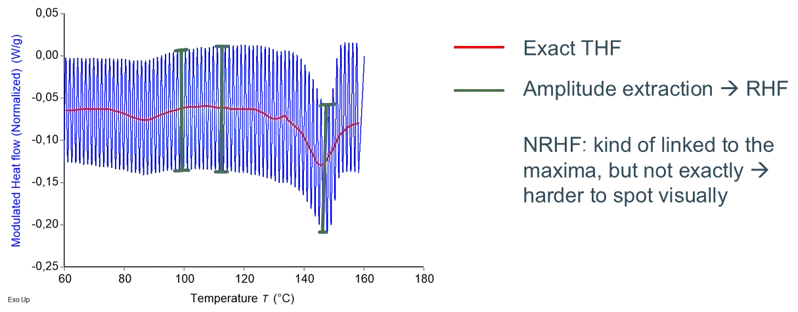 0,05
0,00
-0,05
-0,10
-0,15
-0,20
-0,25
Modulated Heat flow (Normalized) (W/g)
60
80
100
120
140
160
180
Exo Up
Temperature T (°C)
Exact THF
Amplitude extraction → RHF
NRHF: kind of linked to the
maxima, but not exactly →
harder to spot visually